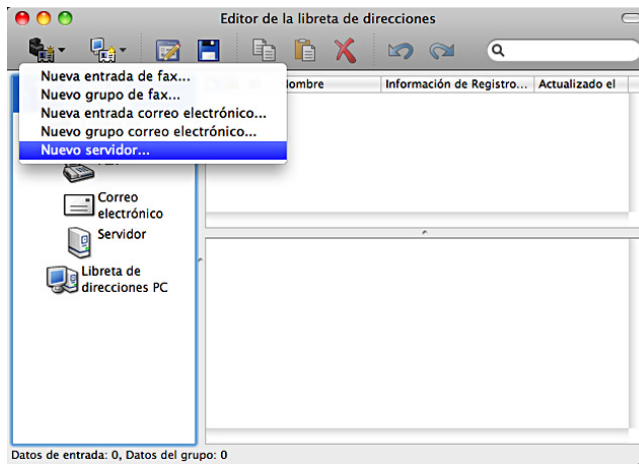 Editor de la libreta de direcciones
Nueva entrada de fax...
Nuevo grupo de fax...
Nueva entrada correo electrónico...
Nuevo grupo correo electrónico...
Nuevo servidor...
Información de Registro...
Actualizado el
Correo
electrónico
Servidor
Libreta de
direcciones PC
Datos de entrada: 0, Datos del grupo: 0